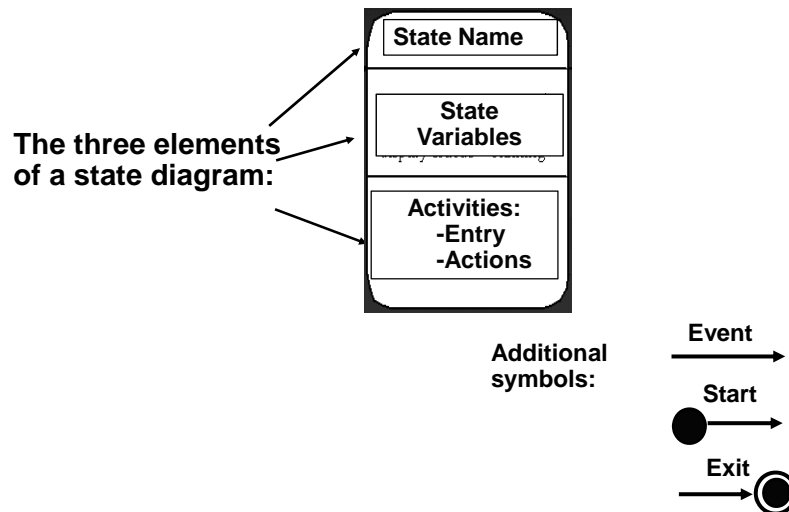 State Name
State
Variables
The three elements
of a state diagram:
Activities:
-Entry
-Actions
Additional
symbols:
Event
Start
Exit